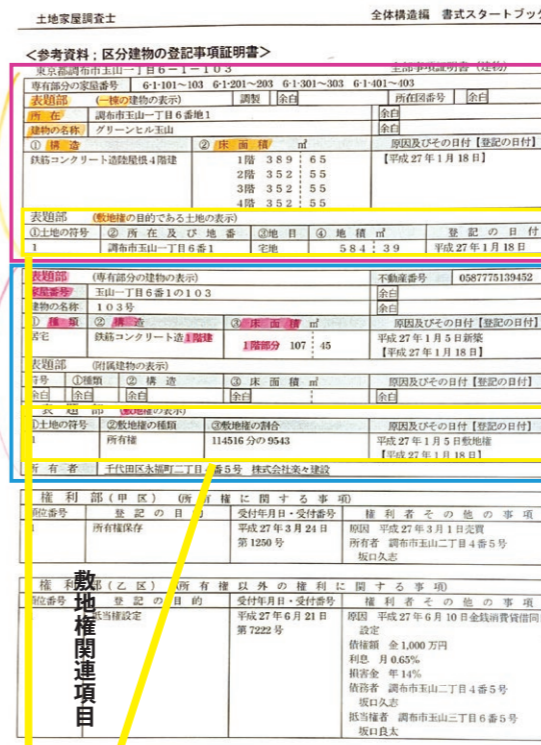 土地家屋調査士 全体構造編 書式スタートブック
＜参考資料；区分建物の登記事項証明書＞
東京都調布市玉山一丁目6－1－103 全部事項証明書 (建物)
専有部分の家屋番号 6-1-101～103 6-1-201～203 6-1-301～303 6-1-401～403
表題部 (一棟の建物の表示) 調製 余白 所在図番号 余白
所在 調布市玉山一丁目6番地1 余白
建物の名称 グリーンヒル玉山 余白
① 構造 ② 床面積 ㎡ 原因及びその日付【登記の日付】
鉄筋コンクリート造陸屋根4階建 1階 389 65 【平成27年1月18日】
2階 352 55
3階 352 55
4階 352 55
表題部 (敷地権の目的である土地の表示)
①土地の符号 ② 所在及び地番 ③地目 ④ 地積 ㎡ 登記の日付
1 調布市玉山一丁目6番1 宅地 584 39 平成27年1月18日
表題部 (専有部分の建物の表示) 不動産番号 0587775139452
家屋番号 玉山一丁目6番1の103 余白
建物の名称 103号 余白
① 種類 ② 構造 ③ 床面積 ㎡ 原因及びその日付【登記の日付】
居宅 鉄筋コンクリート造1階建 1階部分 107 45 平成27年1月5日新築
【平成27年1月18日】
表題部 (附属建物の表示)
符号 ①種類 ② 構造 ③ 床面積 ㎡ 原因及びその日付【登記の日付】
余白 余白 余白 余白 余白
表題部 (敷地権の表示)
①土地の符号 ②敷地権の種類 ③敷地権の割合 原因及びその日付【登記の日付】
1 所有権 114516分の9543 平成27年1月5日敷地権
【平成27年1月18日】
所有者 千代田区永福町二丁目4番5号 株式会社楽々建設
権利部(甲区) (所有権に関する事項)
順位番号 登記の目的 受付年月日・受付番号 権利者その他の事項
1 所有権保存 平成27年3月24日 原因 平成27年3月1日売買
第1250号 所有者 調布市玉山二丁目4番5号
坂口久志
権利部(乙区) (所有権以外の権利に関する事項)
順位番号 登記の目的 受付年月日・受付番号 権利者その他の事項
抵当権設定 平成27年6月21日 原因 平成27年6月10日金銭消費貸借同
第7222号 設定
債権額 金1,000万円
利息 月0.65%
損害金 年14%
債務者 調布市玉山二丁目4番5号
坂口久志
抵当権者 調布市玉山三丁目6番5号
坂口良太
敷地権関連項目